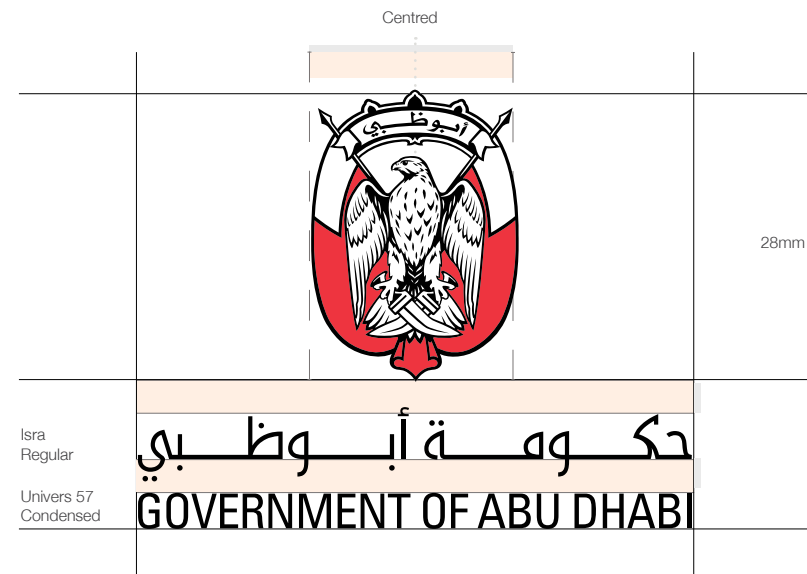 Centred
أبوظبي
28mm
Isra
Regular
حكومة أبوظبي
Univers 57
Condensed
GOVERNMENT OF ABU DHABI